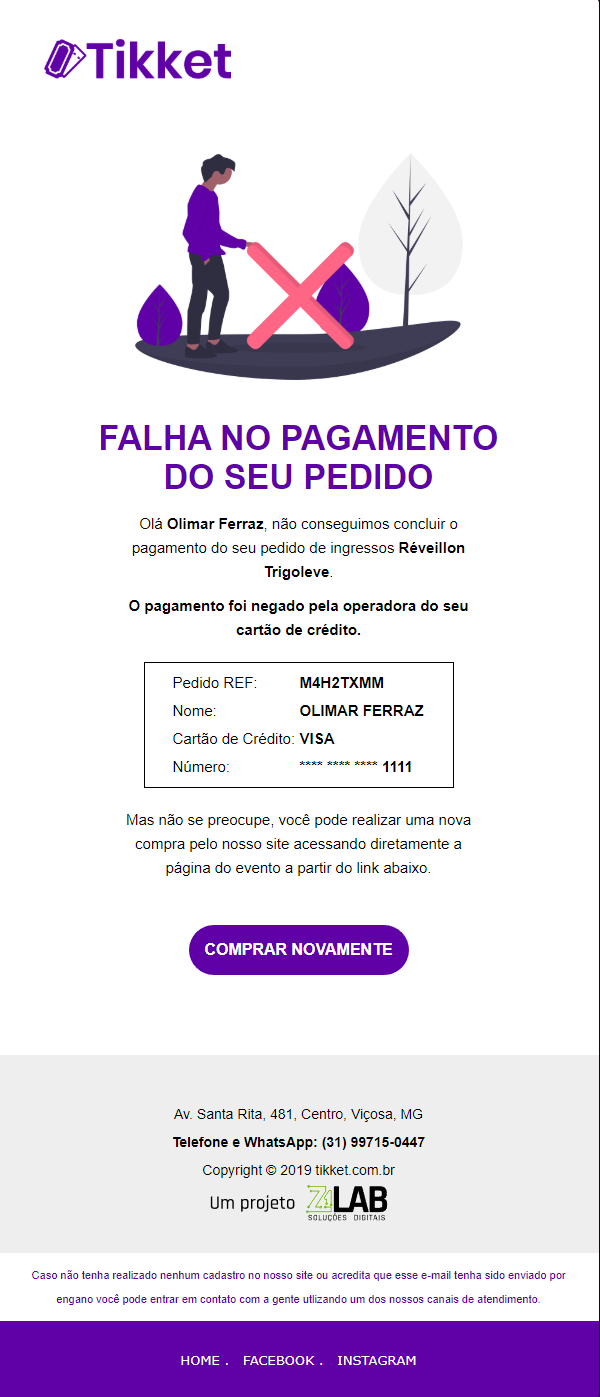 Tikket
FALHA NO PAGAMENTO
DO SEU PEDIDO
Olá Olimar Ferraz, não conseguimos concluir o
pagamento do seu pedido de ingressos Réveillon
Trigoleve.
O pagamento foi negado pela operadora do seu
cartão de crédito.
Pedido REF: M4H2TXMM
Nome: OLIMAR FERRAZ
Cartão de Crédito: VISA
Número: **** **** **** 1111
Mas não se preocupe, você pode realizar uma nova
compra pelo nosso site acessando diretamente a
página do evento a partir do link abaixo.
COMPRAR NOVAMENTE
Av. Santa Rita, 481, Centro, Viçosa, MG
Telefone e WhatsApp: (31) 99715-0447
Copyright © 2019 tikket.com.br
Um projeto Z1 LAB
SOLUÇÕES DIGITAIS
Caso não tenha realizado nenhum cadastro no nosso site ou acredita que esse e-mail tenha sido enviado por
engano você pode entrar em contato com a gente utlizando um dos nossos canais de atendimento.
HOME . FACEBOOK . INSTAGRAM